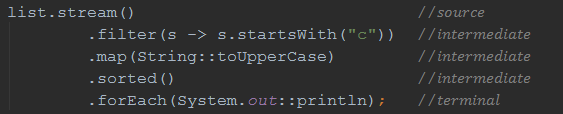 list.stream() //source
.filter(s -> s.startsWith("c")) //intermediate
.map(String::toUpperCase) //intermediate
.sorted() //intermediate
.forEach(System.out::println); //terminal